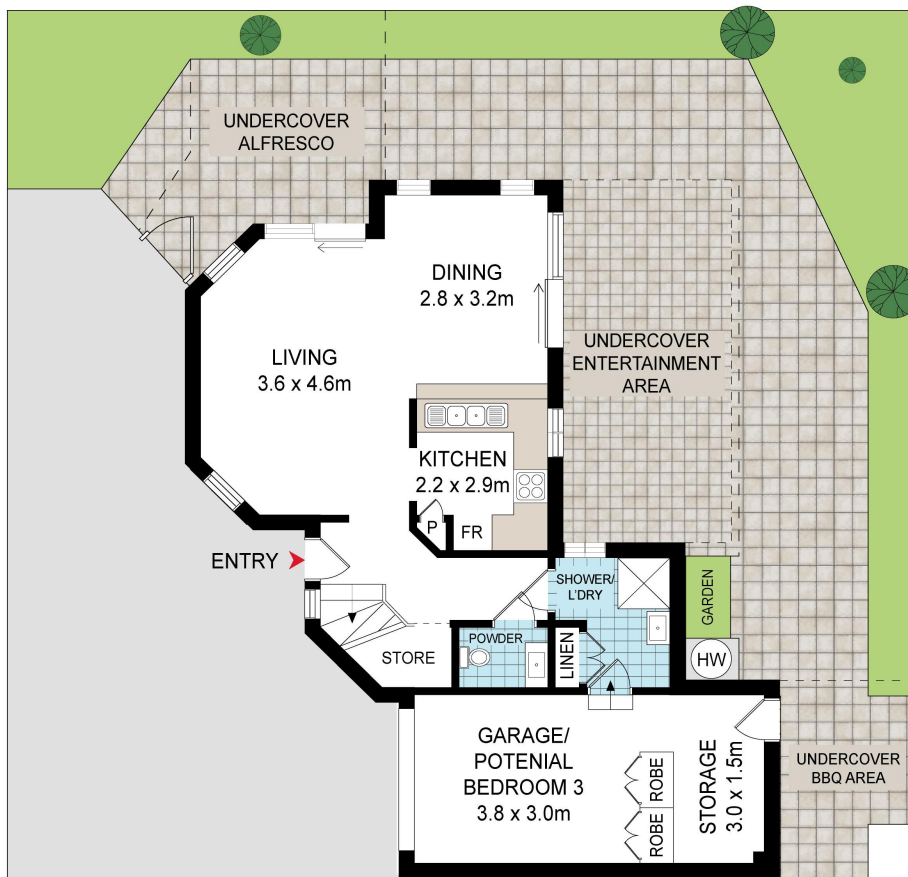 UNDERCOVER
ALFRESCO
DINING
2.8 x 3.2m
LIVING
3.6 x 4.6m
UNDERCOVER
ENTERTAINMENT
AREA
KITCHEN
2.2 x 2.9m
P
FR
ENTRY
SHOWER/
L'DRY
GARDEN
POWDER
STORE
LINEN
HW
GARAGE/
POTENIAL
BEDROOM 3
3.8 x 3.0m
ROBE
ROBE
STORAGE
3.0 x 1.5m
UNDERCOVER
BBQ AREA